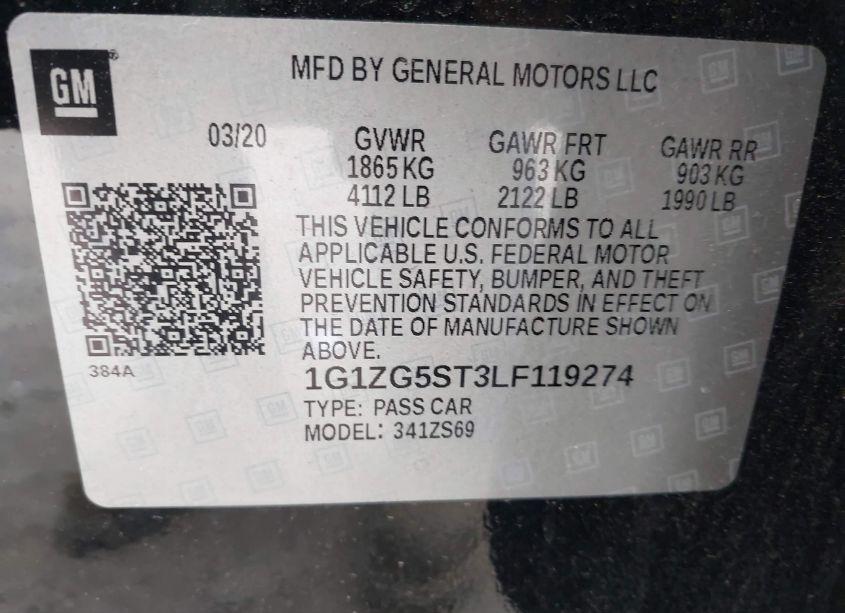 GM
MFD BY GENERAL MOTORS LLC
03/20 GVWR GAWR FRT GAWR RR
1865 KG 963 KG 903 KG
4112 LB 2122 LB 1990 LB
THIS VEHICLE CONFORMS TO ALL
APPLICABLE U.S. FEDERAL MOTOR
VEHICLE SAFETY, BUMPER, AND THEFT
PREVENTION STANDARDS IN EFFECT ON
THE DATE OF MANUFACTURE SHOWN
ABOVE.
384A
1G1ZG5ST3LF119274
TYPE: PASS CAR
MODEL: 341ZS69